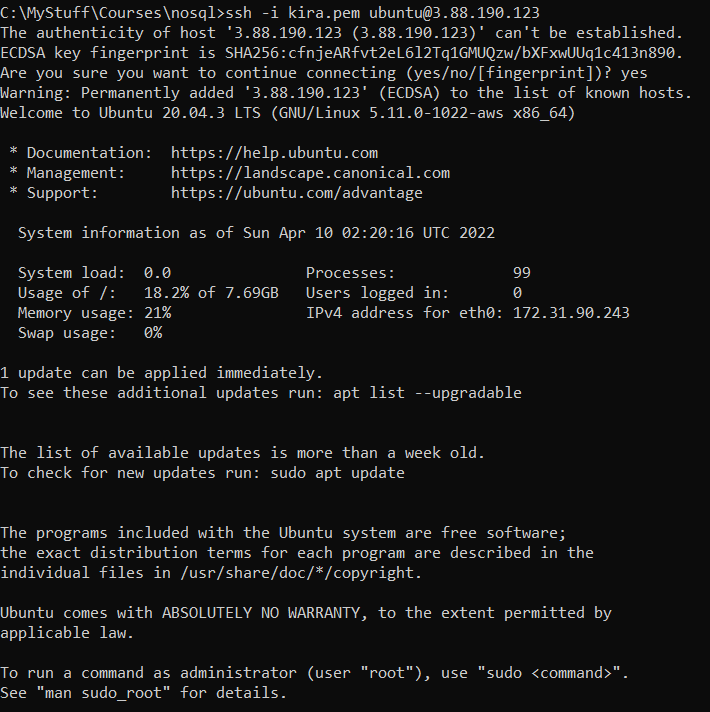 C:\MyStuff\Courses\nosql>ssh -i kira.pem ubuntu@3.88.190.123
The authenticity of host '3.88.190.123 (3.88.190.123)' can't be established.
ECDSA key fingerprint is SHA256:cfnjeARfvt2eL6l2Tq1GMUQzw/bXFxwUUq1c413n890.
Are you sure you want to continue connecting (yes/no/[fingerprint])? yes
Warning: Permanently added '3.88.190.123' (ECDSA) to the list of known hosts.
Welcome to Ubuntu 20.04.3 LTS (GNU/Linux 5.11.0-1022-aws x86_64)

 * Documentation:  https://help.ubuntu.com
 * Management:     https://landscape.canonical.com
 * Support:        https://ubuntu.com/advantage

  System information as of Sun Apr 10 02:20:16 UTC 2022

  System load:  0.0               Processes:             99
  Usage of /:   18.2% of 7.69GB   Users logged in:       0
  Memory usage: 21%               IPv4 address for eth0: 172.31.90.243
  Swap usage:   0%

1 update can be applied immediately.
To see these additional updates run: apt list --upgradable


The list of available updates is more than a week old.
To check for new updates run: sudo apt update


The programs included with the Ubuntu system are free software;
the exact distribution terms for each program are described in the
individual files in /usr/share/doc/*/copyright.

Ubuntu comes with ABSOLUTELY NO WARRANTY, to the extent permitted by
applicable law.

To run a command as administrator (user "root"), use "sudo <command>".
See "man sudo_root" for details.